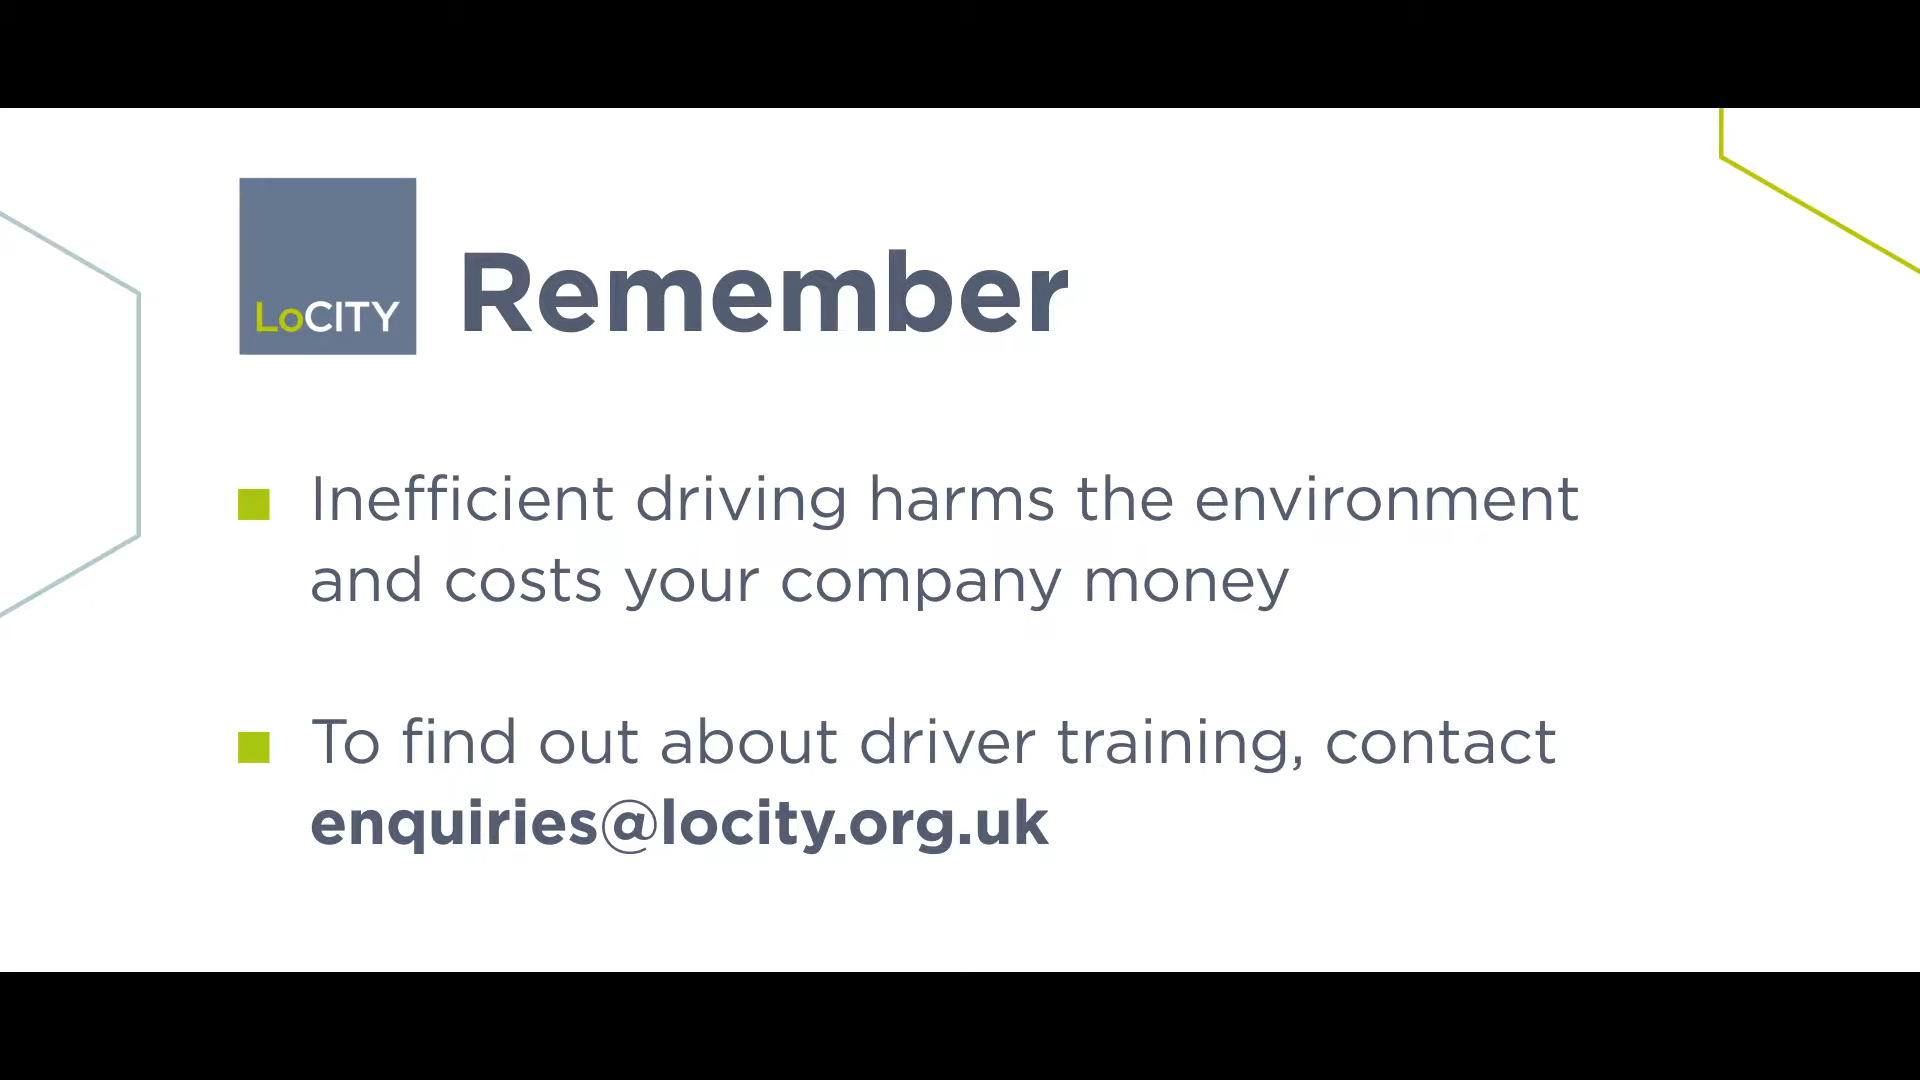 LoCITY
Remember
Inefficient driving harms the environment
and costs your company money
To find out about driver training, contact
enquiries@locity.org.uk